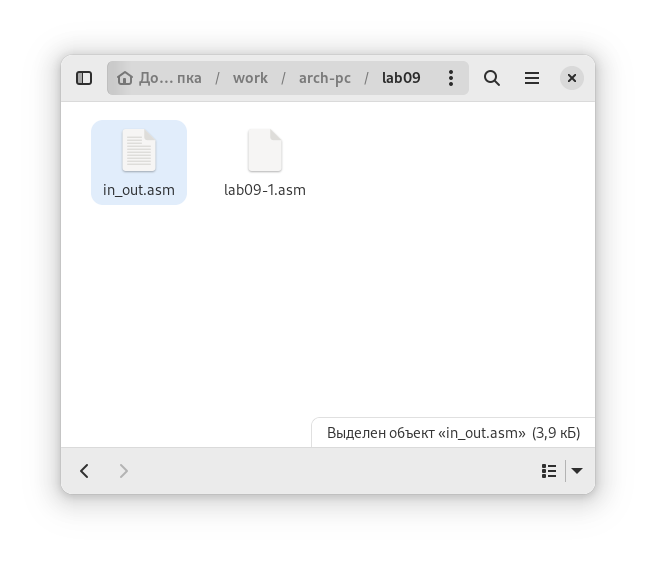 До… пка / work / arch-pc / lab09
in_out.asm
lab09-1.asm
Выделен объект «in_out.asm» (3,9 кБ)